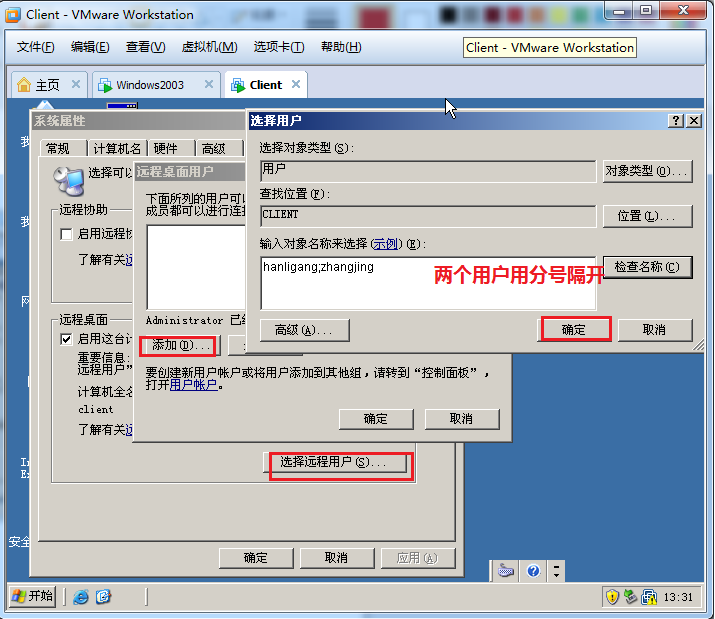 Client - VMware Workstation
文件(F) 编辑(E) 查看(V) 虚拟机(M) 选项卡(T) 帮助(H)
Client - VMware Workstation
主页 Windows2003 Client
系统属性
常规 计算机名 硬件 高级
选择可以
远程协助
启用远程协
了解有关远
远程桌面
启用这台计
重要信息:
远程用户”
计算机全名
client
了解有关远
选择远程用户(S)...
确定 取消 应用(A)
远程桌面用户
下面所列的用户可以
成员都可以进行连接
Administrator 已经
添加(D)...
要创建新用户帐户或将用户添加到其他组,请转到“控制面板”,
打开用户帐户。
确定 取消
选择用户
选择对象类型(S):
用户
对象类型(O)...
查找位置(F):
CLIENT
位置(L)...
输入对象名称来选择(示例)(E):
hanligang;zhangjing
两个用户用分号隔开
检查名称(C)
高级(A)...
确定 取消
我
我
网
In
Ex
安全
开始
13:31